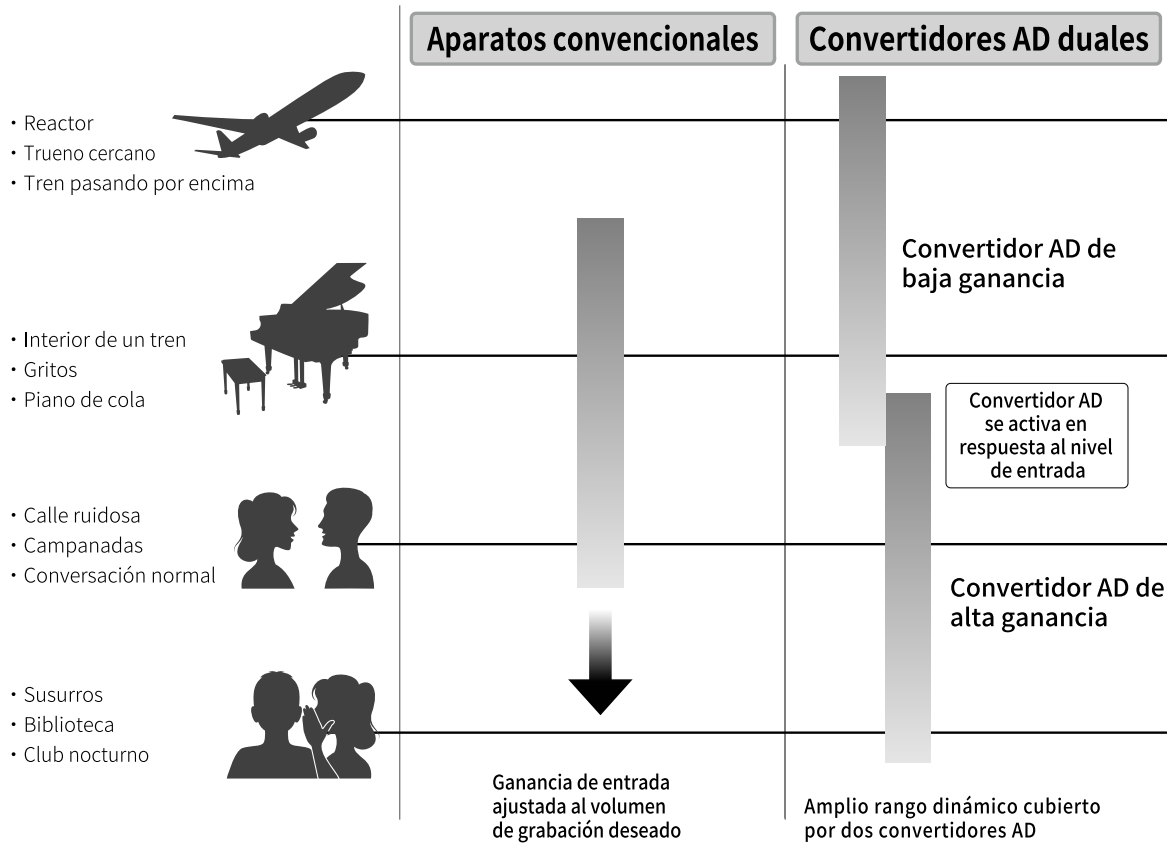 Aparatos convencionales
Convertidores AD duales
・Reactor
・Trueno cercano
・Tren pasando por encima
Convertidor AD de
baja ganancia
・Interior de un tren
・Gritos
・Piano de cola
Convertidor AD
se activa en
respuesta al nivel
de entrada
・Calle ruidosa
・Campanadas
・Conversación normal
Convertidor AD de
alta ganancia
・Susurros
・Biblioteca
・Club nocturno
Ganancia de entrada
ajustada al volumen
de grabación deseado
Amplio rango dinámico cubierto
por dos convertidores AD